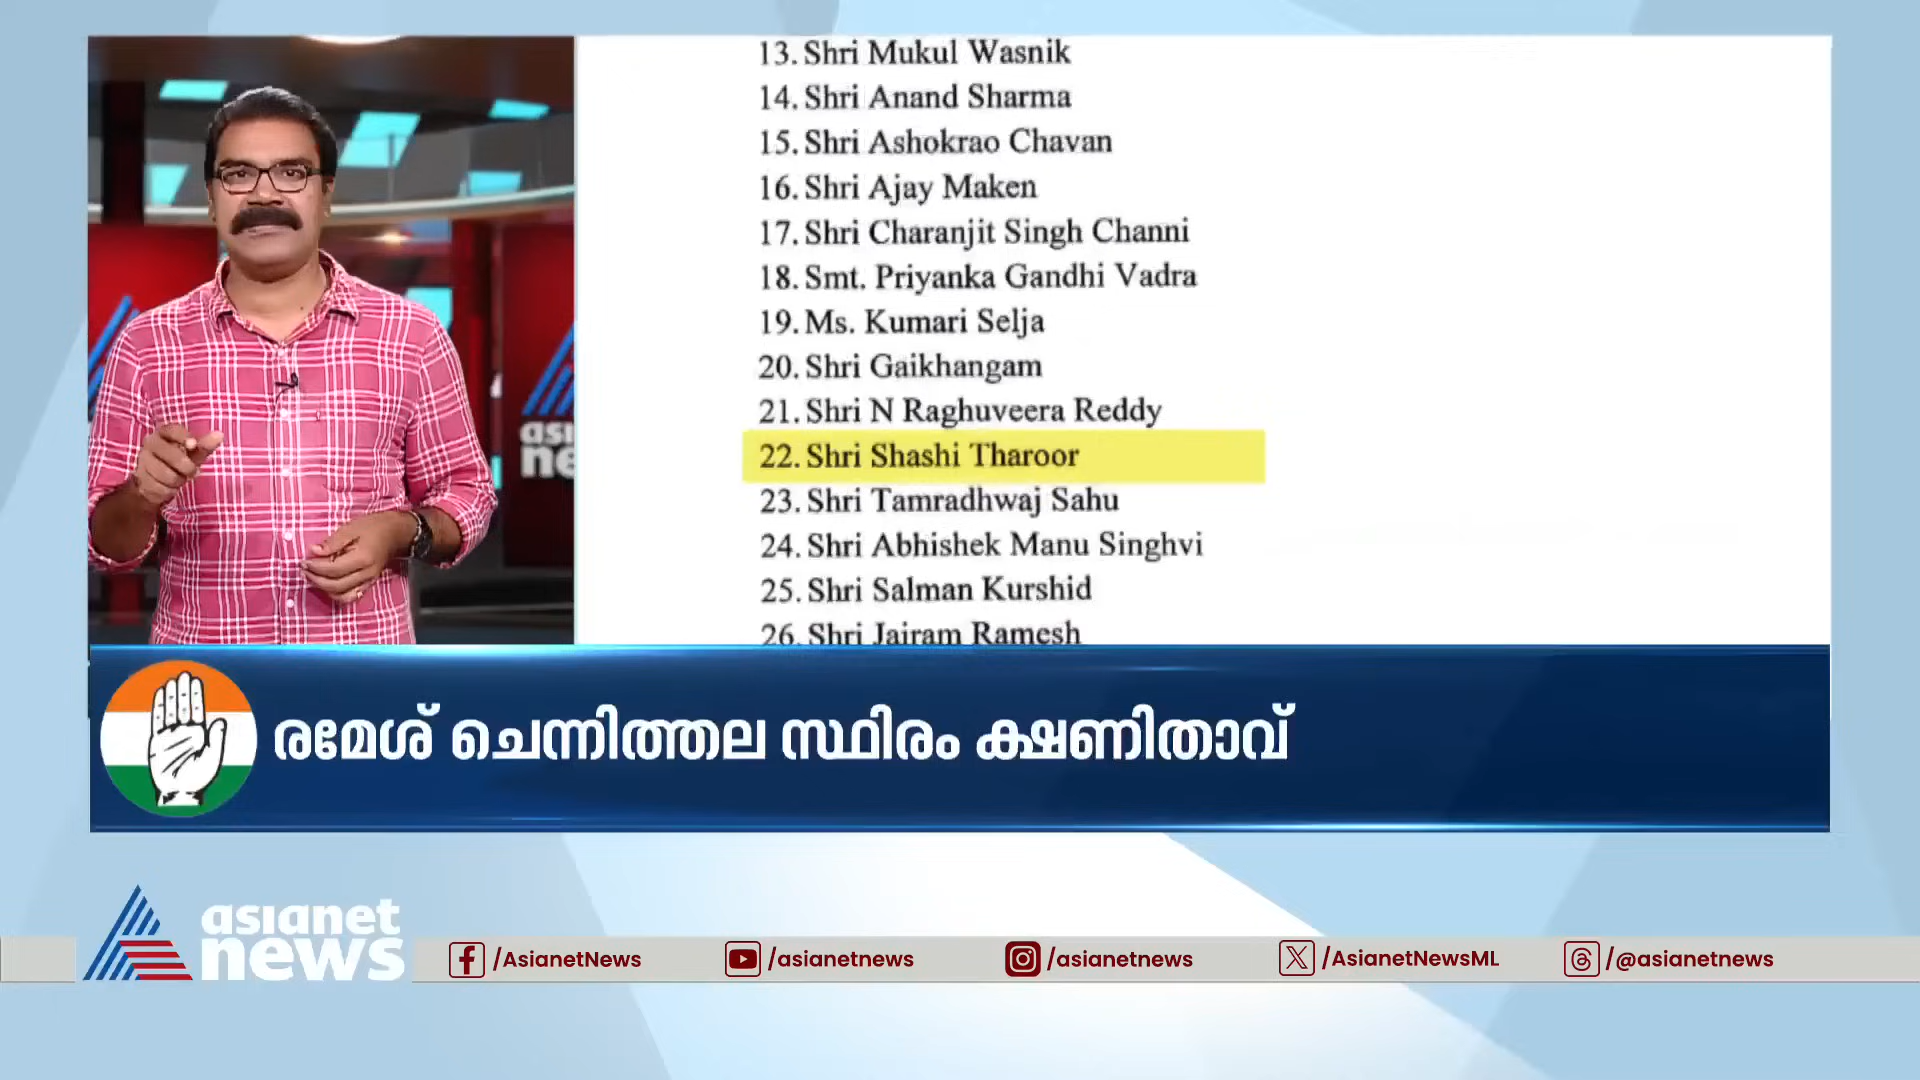 13. Shri Mukul Wasnik
14. Shri Anand Sharma
15. Shri Ashokrao Chavan
16. Shri Ajay Maken
17. Shri Charanjit Singh Channi
18. Smt. Priyanka Gandhi Vadra
19. Ms. Kumari Selja
20. Shri Gaikhangam
21. Shri N Raghuveera Reddy
22. Shri Shashi Tharoor
23. Shri Tamradhwaj Sahu
24. Shri Abhishek Manu Singhvi
25. Shri Salman Kurshid
26. Shri Jairam Ramesh
asi
ne
രമേശ് ചെന്നിത്തല സ്ഥിരം ക്ഷണിതാവ്
asianet
news
/AsianetNews
/asianetnews
/asianetnews
/AsianetNewsML
/@asianetnews